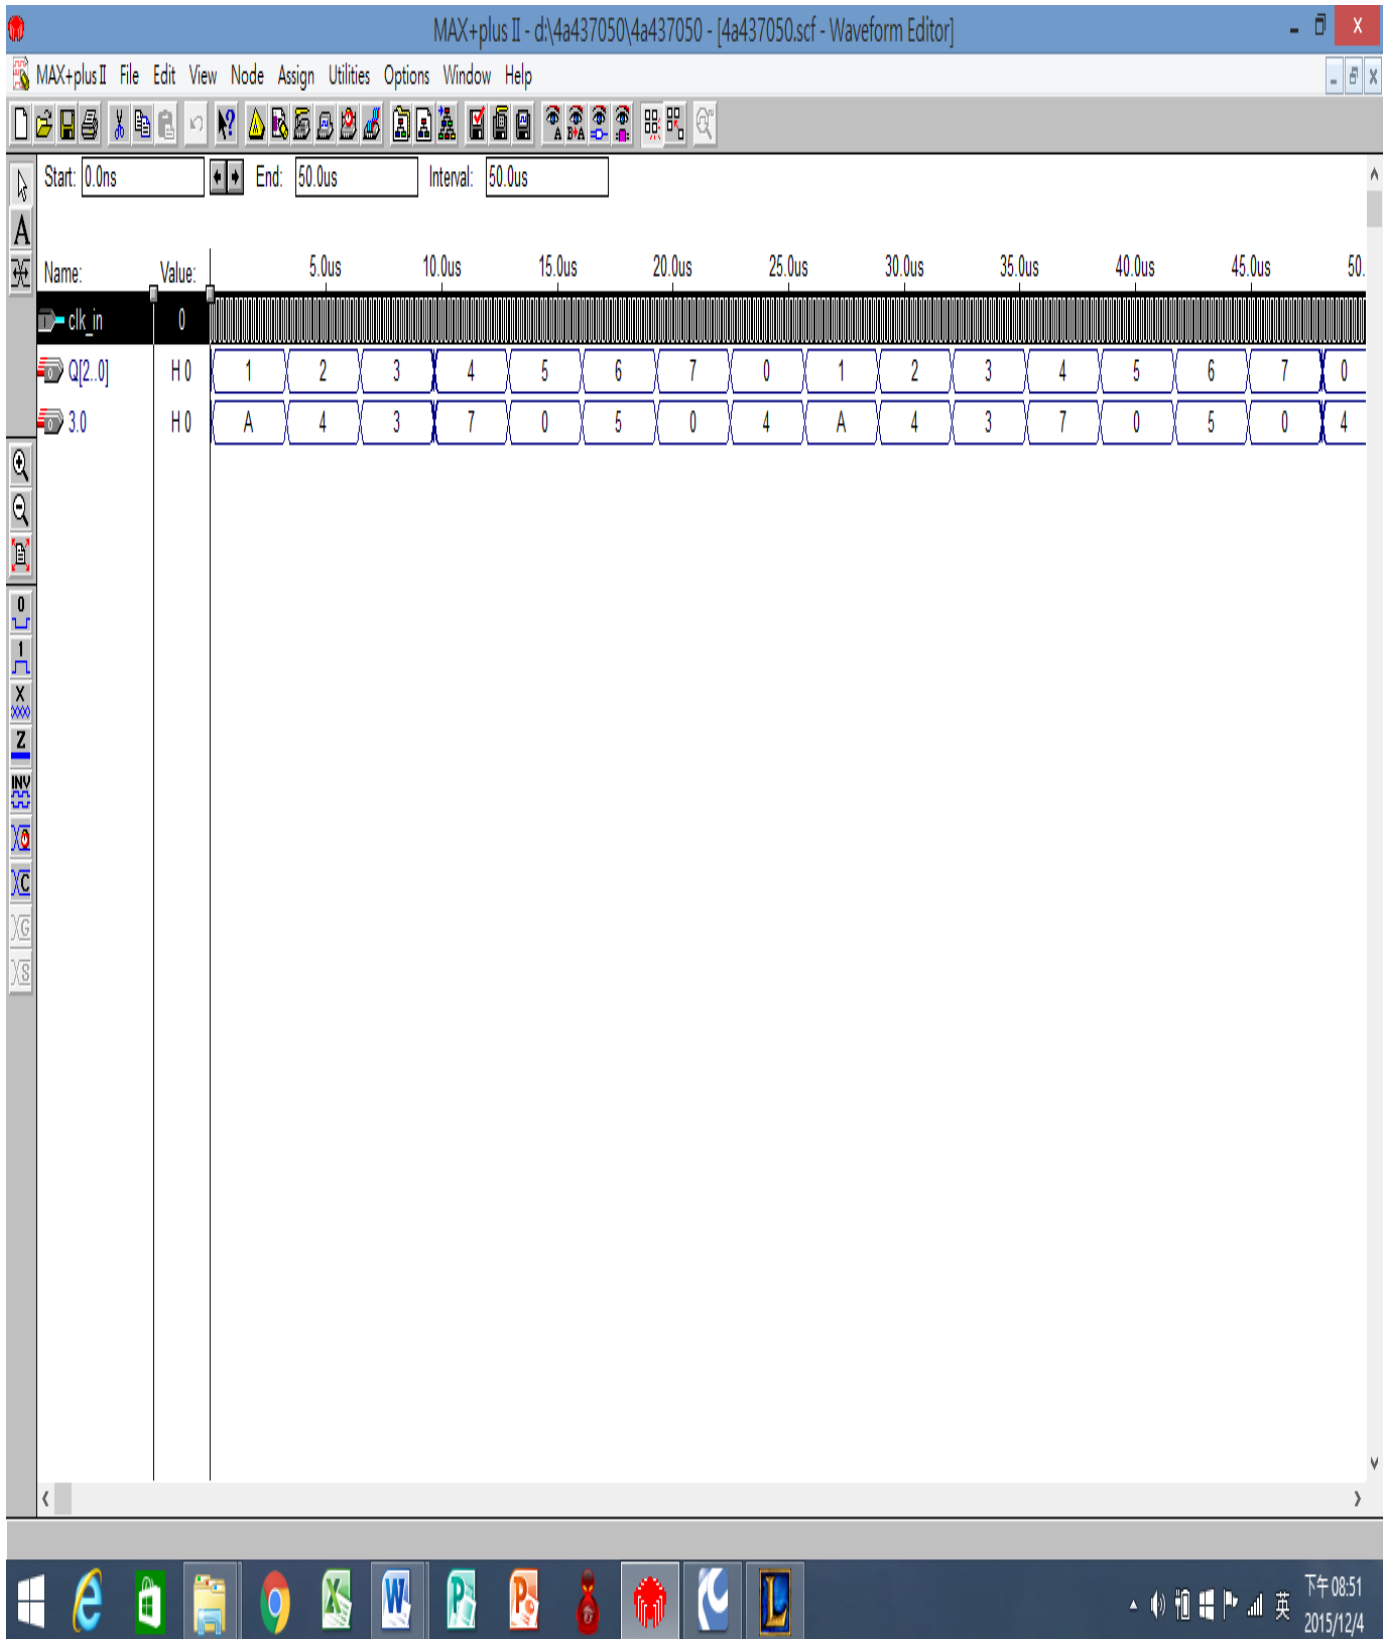 MAX+plus II - d:\4a437050\4a437050 - [4a437050.scf - Waveform Editor]
MAX+plus II File Edit View Node Assign Utilities Options Window Help
Start: 0.0ns End: 50.0us Interval: 50.0us
Name: Value: 5.0us 10.0us 15.0us 20.0us 25.0us 30.0us 35.0us 40.0us 45.0us 50.
clk_in 0
Q[2..0] H 0 1 2 3 4 5 6 7 0 1 2 3 4 5 6 7 0
3.0 H 0 A 4 3 7 0 5 0 4 A 4 3 7 0 5 0 4
A
0
1
X
Z
INV
C
G
S
英 下午 08:51
2015/12/4